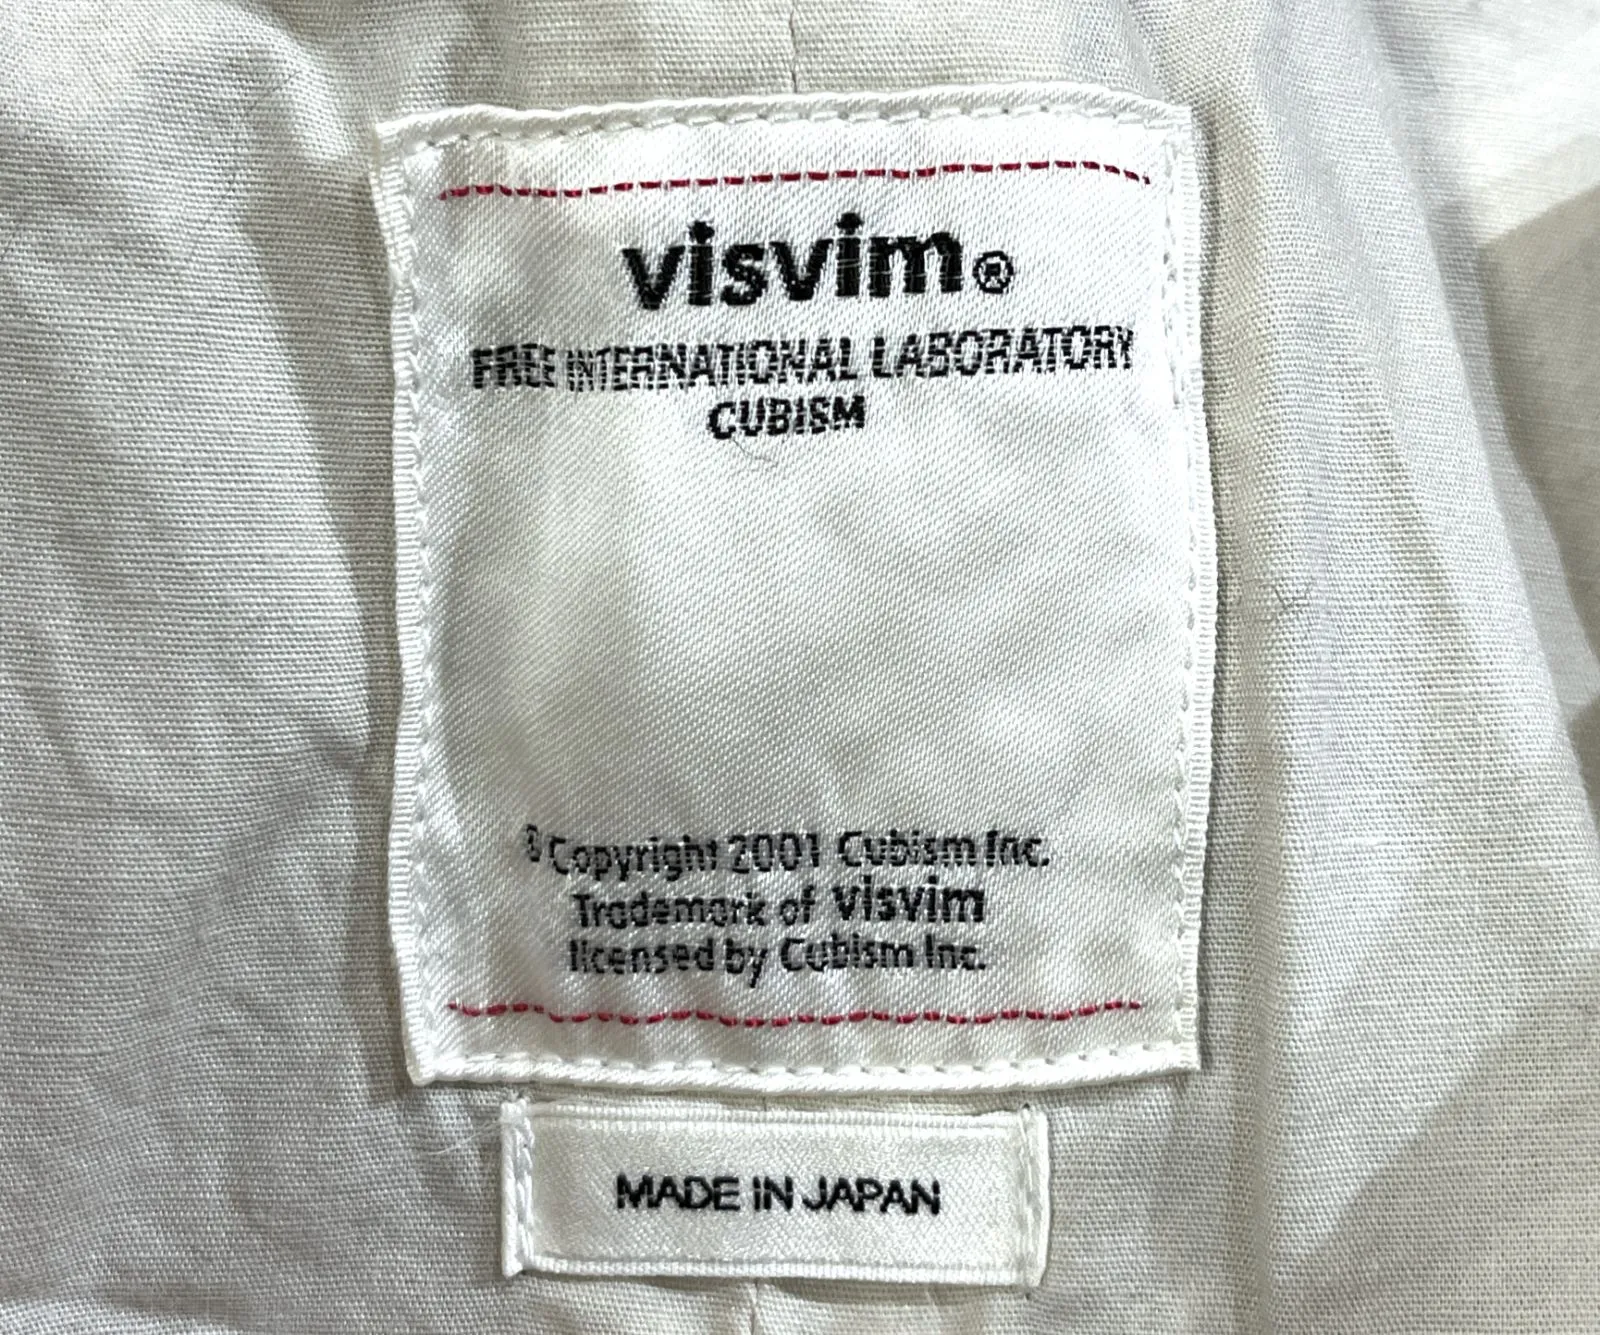 visvim®
FREE INTERNATIONAL LABORATORY
CUBISM
© Copyright 2001 Cubism Inc.
Trademark of visvim
licensed by Cubism Inc.
MADE IN JAPAN